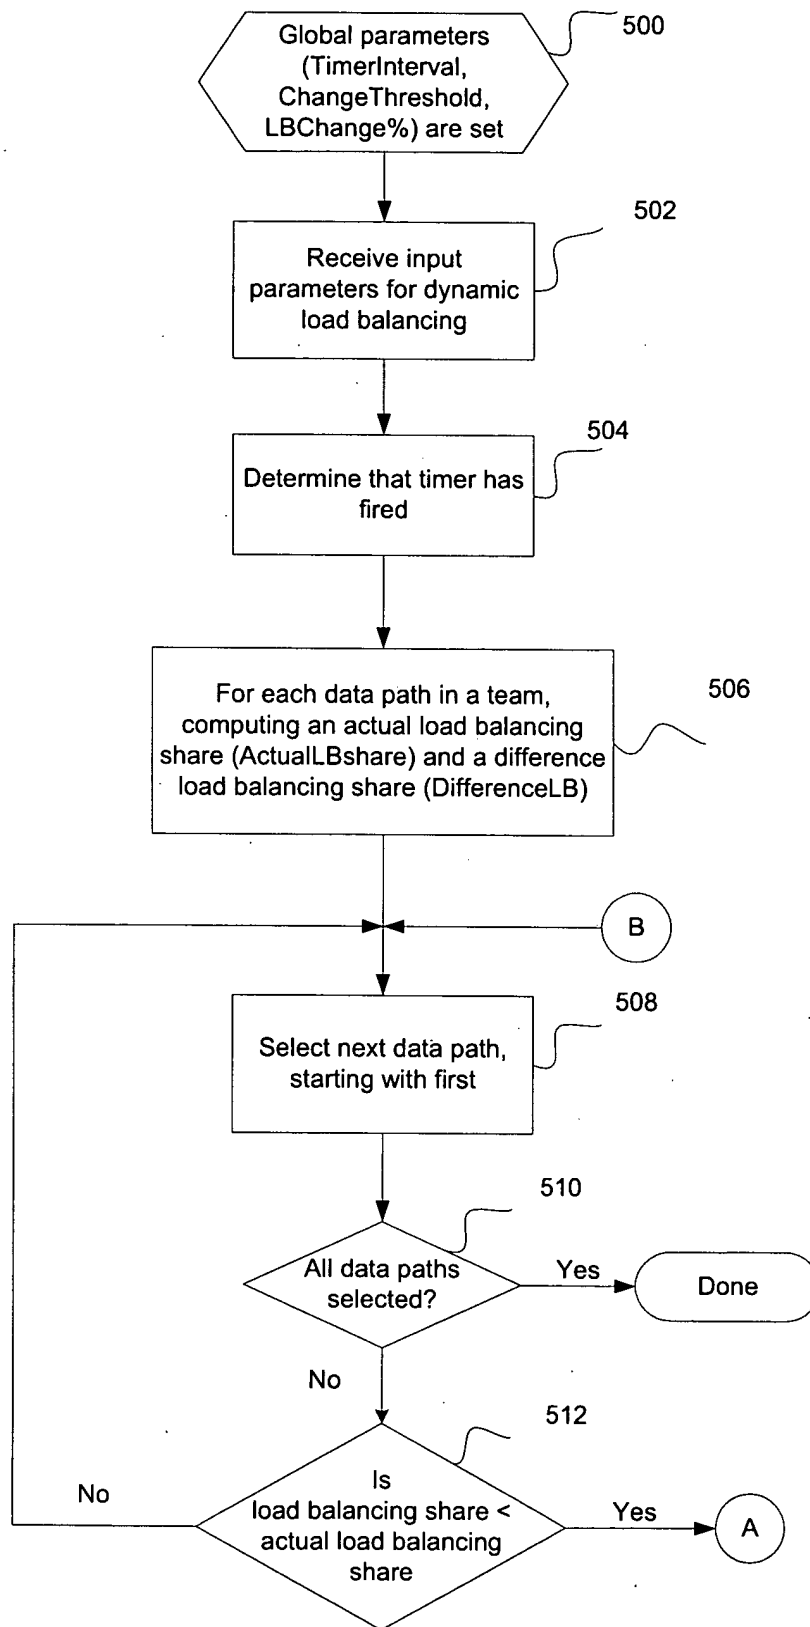 Global parameters
(TimerInterval,
ChangeThreshold,
LBChange%) are set
500
502
Receive input
parameters for dynamic
load balancing
504
Determine that timer has
fired
506
For each data path in a team,
computing an actual load balancing
share (ActualLBshare) and a difference
load balancing share (DifferenceLB)
B
508
Select next data path,
starting with first
510
All data paths
selected?
Yes
Done
No
512
Is
load balancing share <
actual load balancing
share
No
Yes
A